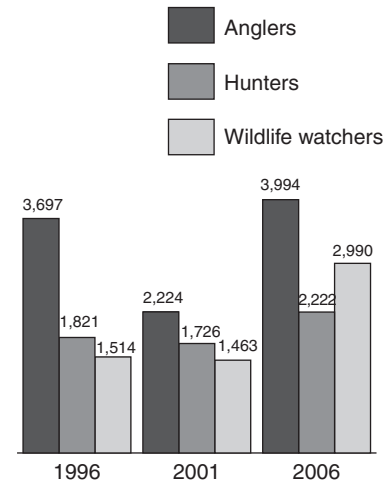 Anglers
Hunters
Wildlife watchers
3,697
1,821
1,514
2,224
1,726
1,463
3,994
2,222
2,990
1996 2001 2006